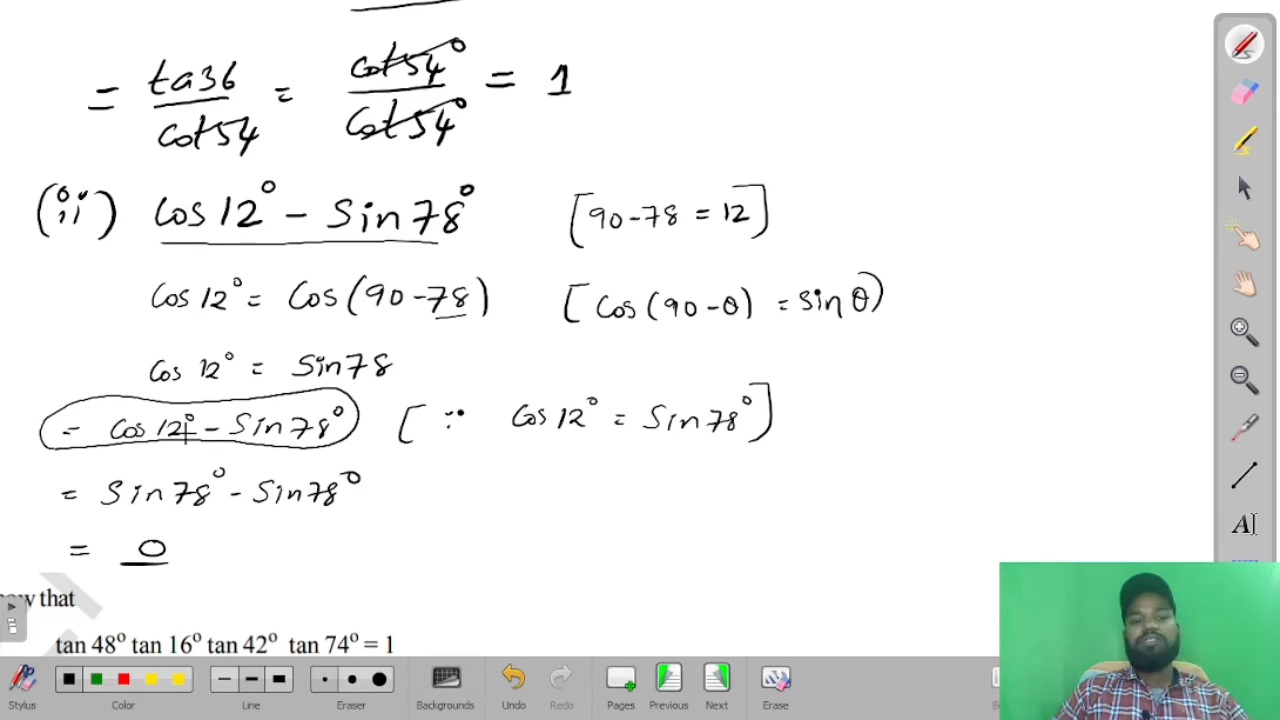 = ta36/cot54 = cot54°/cot54° = 1
(ii) cos 12° - sin 78° [90-78 = 12]
cos 12° = cos(90-78) [cos(90-θ) = sin θ)
cos 12° = sin 78
= cos 12° - sin 78° [∵ cos 12° = sin 78°]
= sin 78° - sin 78°
= 0
ow that
tan 48° tan 16° tan 42° tan 74° = 1
A
Stylus Color Line Eraser Backgrounds Undo Redo Pages Previous Next Erase